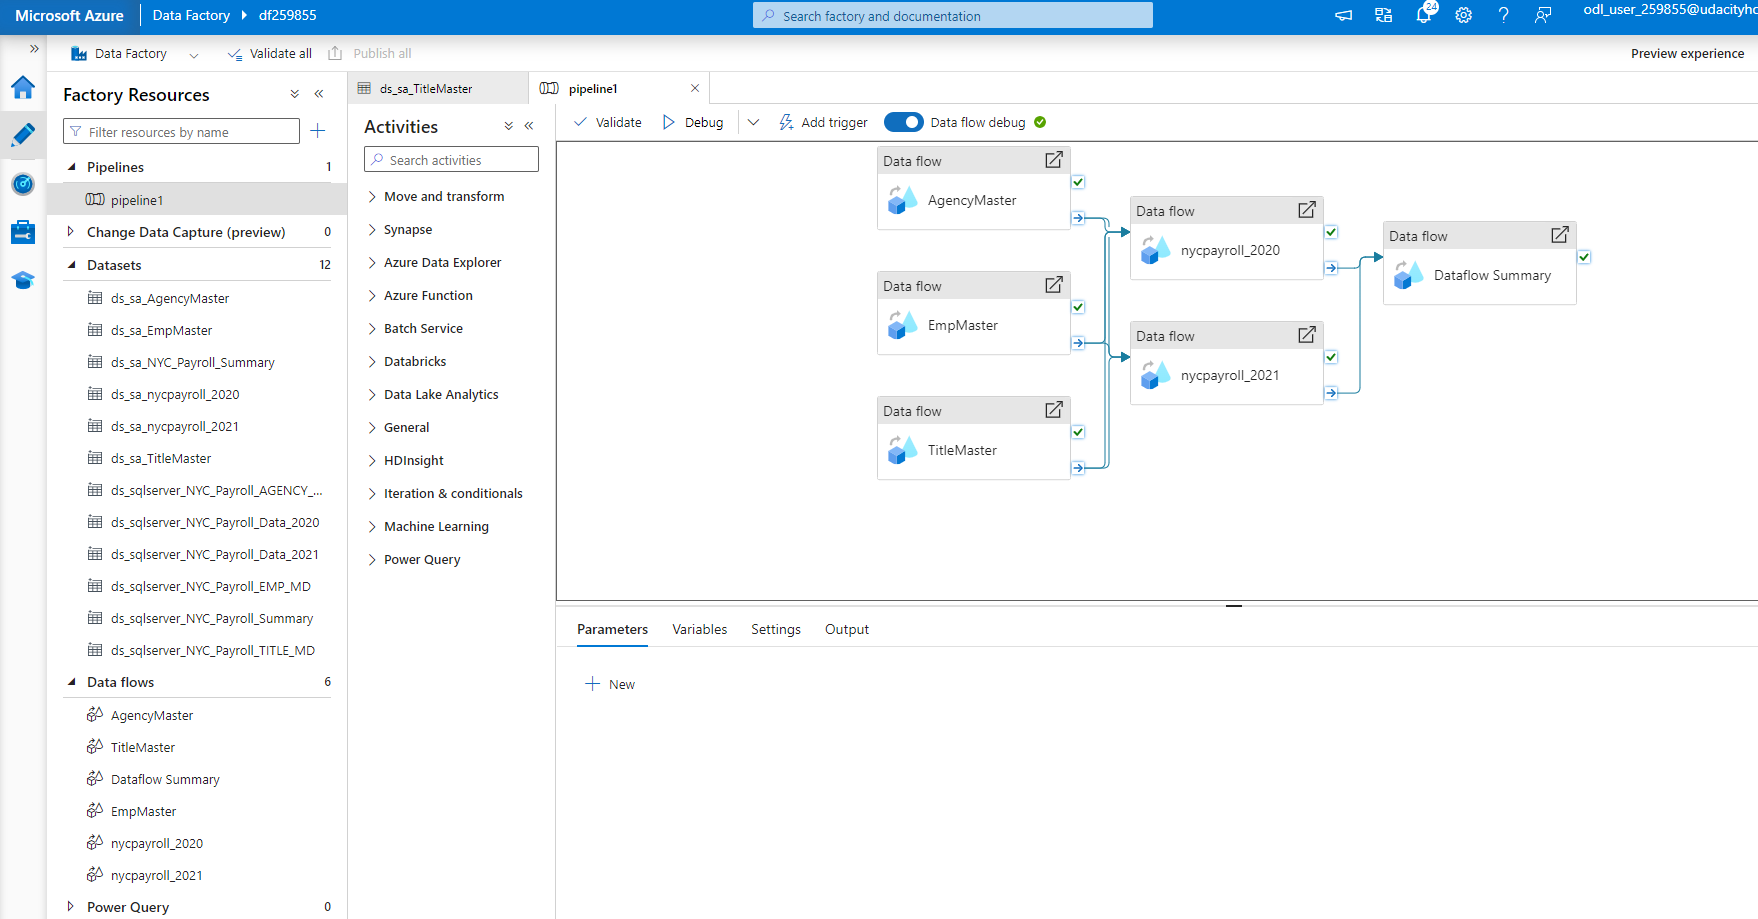 Microsoft Azure Data Factory df259855 Search factory and documentation 24 odl_user_259855@udacityho
Data Factory Validate all Publish all Preview experience
Factory Resources
Filter resources by name
Pipelines 1
pipeline1
Change Data Capture (preview) 0
Datasets 12
ds_sa_AgencyMaster
ds_sa_EmpMaster
ds_sa_NYC_Payroll_Summary
ds_sa_nycpayroll_2020
ds_sa_nycpayroll_2021
ds_sa_TitleMaster
ds_sqlserver_NYC_Payroll_AGENCY_...
ds_sqlserver_NYC_Payroll_Data_2020
ds_sqlserver_NYC_Payroll_Data_2021
ds_sqlserver_NYC_Payroll_EMP_MD
ds_sqlserver_NYC_Payroll_Summary
ds_sqlserver_NYC_Payroll_TITLE_MD
Data flows 6
AgencyMaster
TitleMaster
Dataflow Summary
EmpMaster
nycpayroll_2020
nycpayroll_2021
Power Query 0
ds_sa_TitleMaster pipeline1
Activities
Search activities
Move and transform
Synapse
Azure Data Explorer
Azure Function
Batch Service
Databricks
Data Lake Analytics
General
HDInsight
Iteration & conditionals
Machine Learning
Power Query
Validate Debug Add trigger Data flow debug
Data flow
AgencyMaster
Data flow
EmpMaster
Data flow
TitleMaster
Data flow
nycpayroll_2020
Data flow
nycpayroll_2021
Data flow
Dataflow Summary
Parameters Variables Settings Output
New